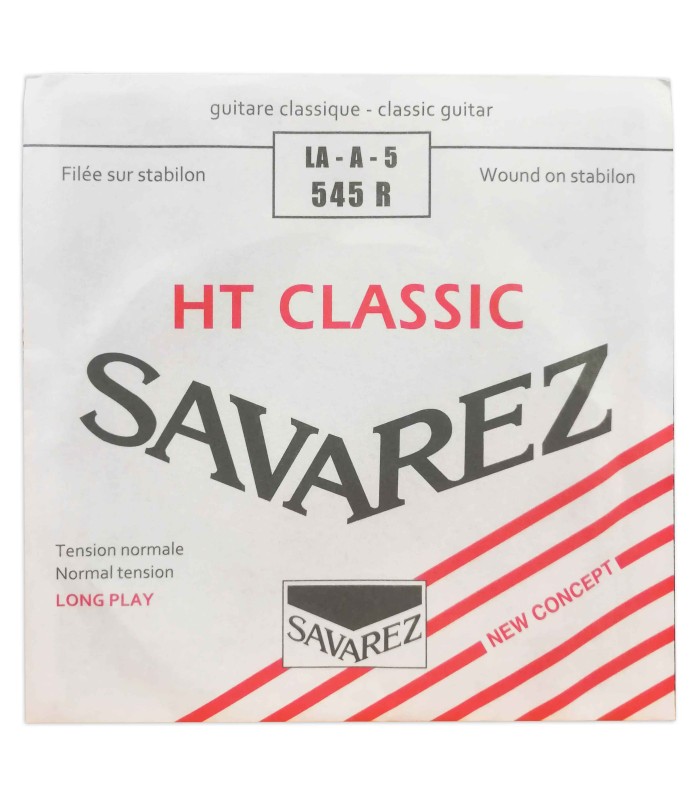 guitare classique - classic guitar
LA - A - 5
545 R
Filée sur stabilon
Wound on stabilon
HT CLASSIC
SAVAREZ
Tension normale
Normal tension
LONG PLAY
NEW CONCEPT
SAVAREZ